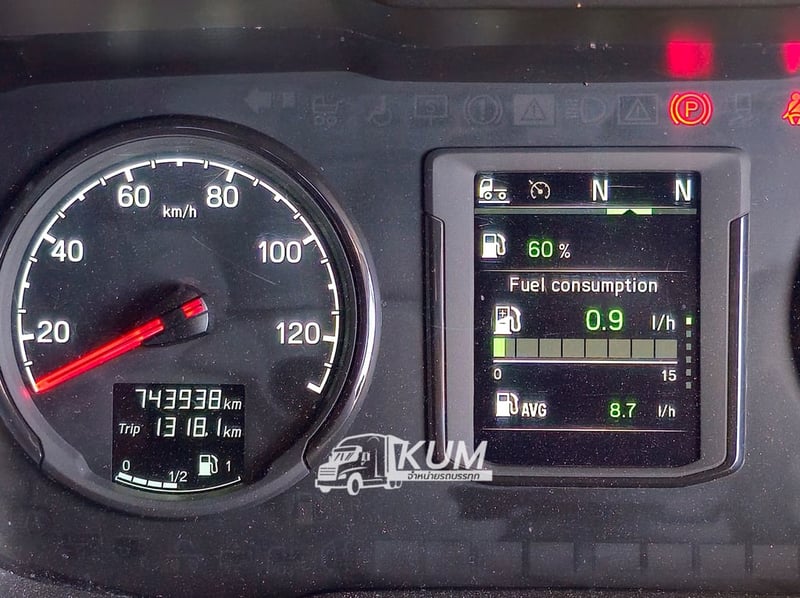 60
80
km/h
40
100
20
120
743938 km
Trip 1318.1 km
0
1/2
1
P
N
N
60 %
Fuel consumption
0.9 l/h
0
15
AVG
8.7 l/h
KUM
จำหน่ายรถบรรทุก